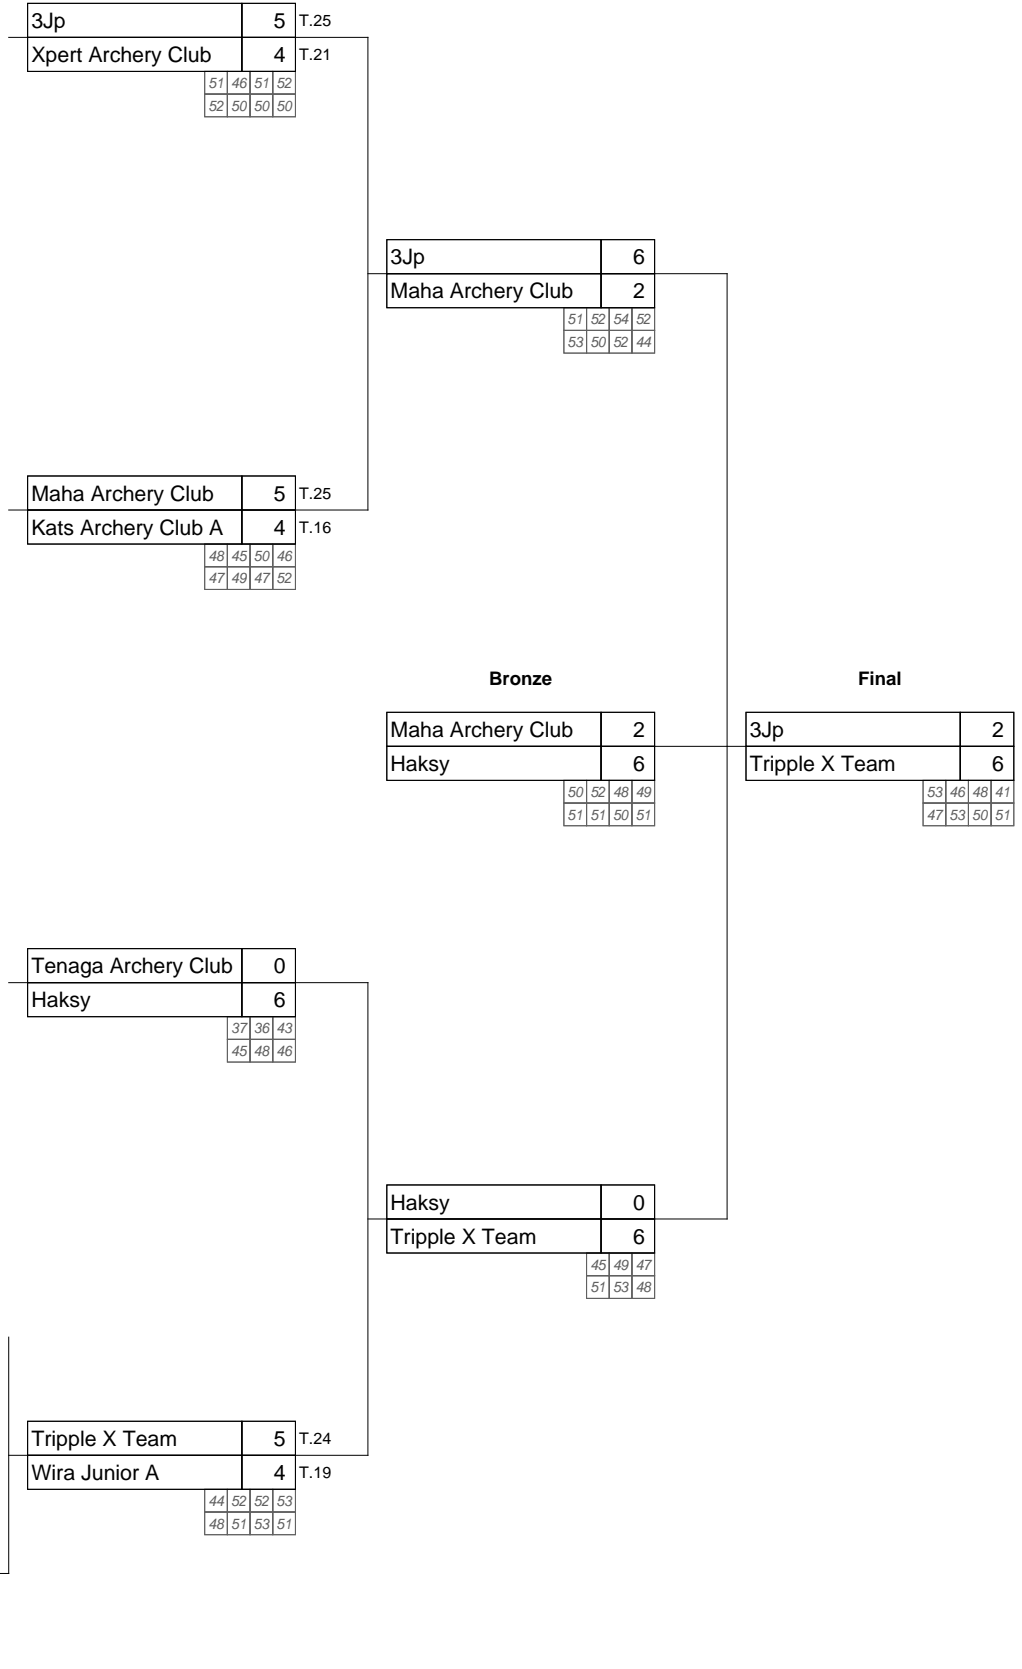 3Jp 5 T.25
Xpert Archery Club 4 T.21
51 46 51 52
52 50 50 50
3Jp 6
Maha Archery Club 2
51 52 54 52
53 50 52 44
Maha Archery Club 5 T.25
Kats Archery Club A 4 T.16
48 45 50 46
47 49 47 52
Bronze
Maha Archery Club 2
Haksy 6
50 52 48 49
51 51 50 51
Final
3Jp 2
Tripple X Team 6
53 46 48 41
47 53 50 51
Tenaga Archery Club 0
Haksy 6
37 36 43
45 48 46
Haksy 0
Tripple X Team 6
45 49 47
51 53 48
Tripple X Team 5 T.24
Wira Junior A 4 T.19
44 52 52 53
48 51 53 51